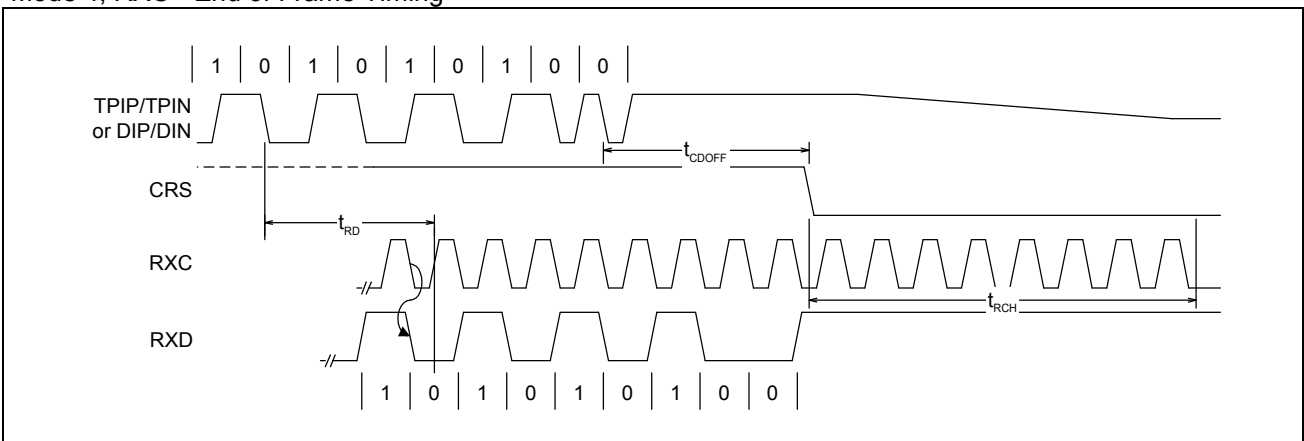 Mode 4, RXC - End of Frame Timing
1 0 1 0 1 0 1 0 0
TPIP/TPIN
or DIP/DIN
tCDOFF
CRS
tRD
RXC
tRCH
RXD
1 0 1 0 1 0 1 0 0